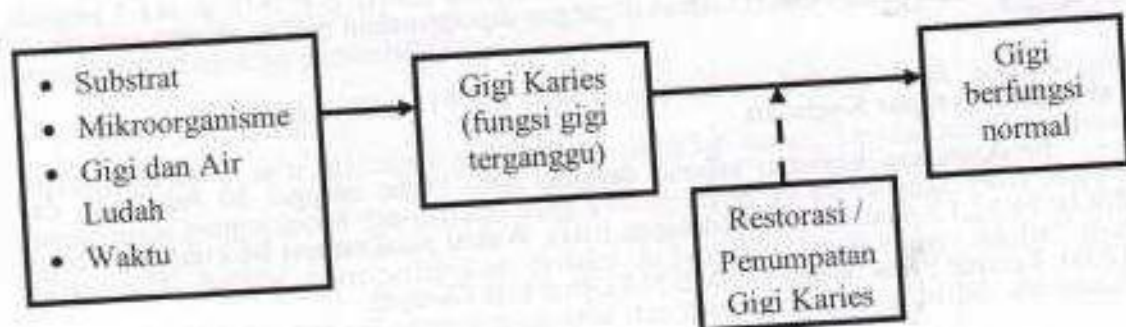 • Substrat
• Mikroorganisme
• Gigi dan Air
Ludah
• Waktu
Gigi Karies
(fungsi gigi
terganggu)
Gigi
berfungsi
normal
Restorasi /
Penumpatan
Gigi Karies